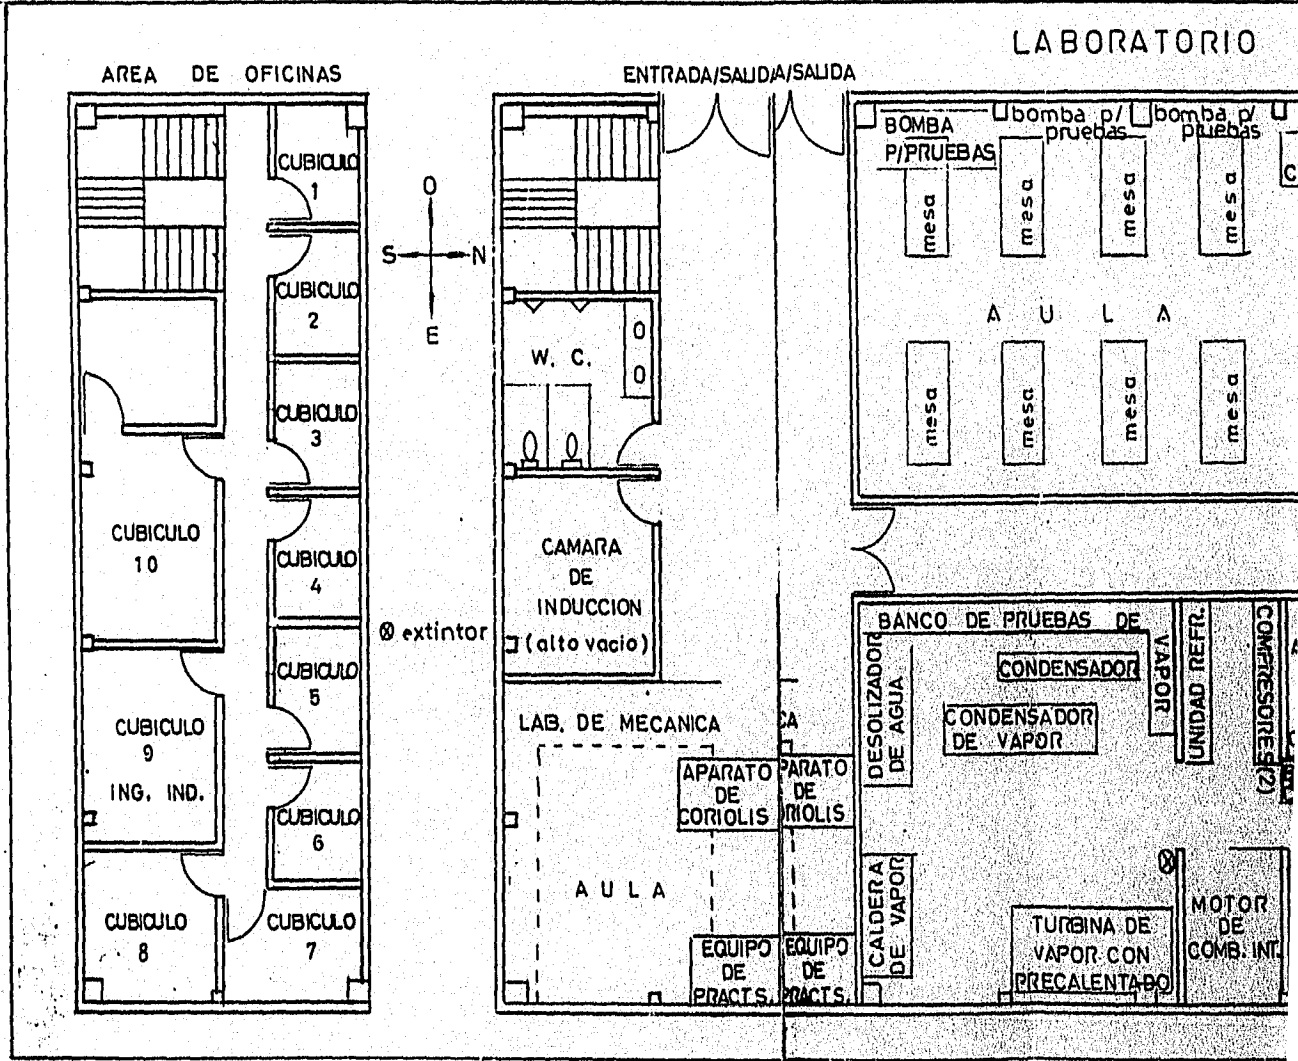 LABORATORIO
AREA DE OFICINAS
ENTRADA/SALIDA
A/SALIDA
CUBICULO
1
CUBICULO
2
CUBICULO
3
CUBICULO
4
CUBICULO
5
CUBICULO
6
CUBICULO
7
CUBICULO
8
CUBICULO
9
ING. IND.
CUBICULO
10
O
S
N
E
⊗ extintor
W. C.
CAMARA
DE
INDUCCION
(alto vacio)
LAB. DE MECANICA
CA
APARATO
DE
CORIOLIS
PARATO
DE
ORIOLIS
AULA
EQUIPO
DE
PRACTS.
EQUIPO
DE
PRACTS.
BOMBA
P/PRUEBAS
bomba p/
pruebas
bomba p/
pruebas
C
mesa
mesa
mesa
mesa
AULA
mesa
mesa
mesa
mesa
BANCO DE PRUEBAS DE
VAPOR
DESOLIZADOR
DE AGUA
CONDENSADOR
CONDENSADOR
DE VAPOR
UNIDAD REFR.
COMPRESORES(2)
CALDERA
DE VAPOR
TURBINA DE
VAPOR CON
PRECALENTADO
MOTOR
DE
COMB. INT.